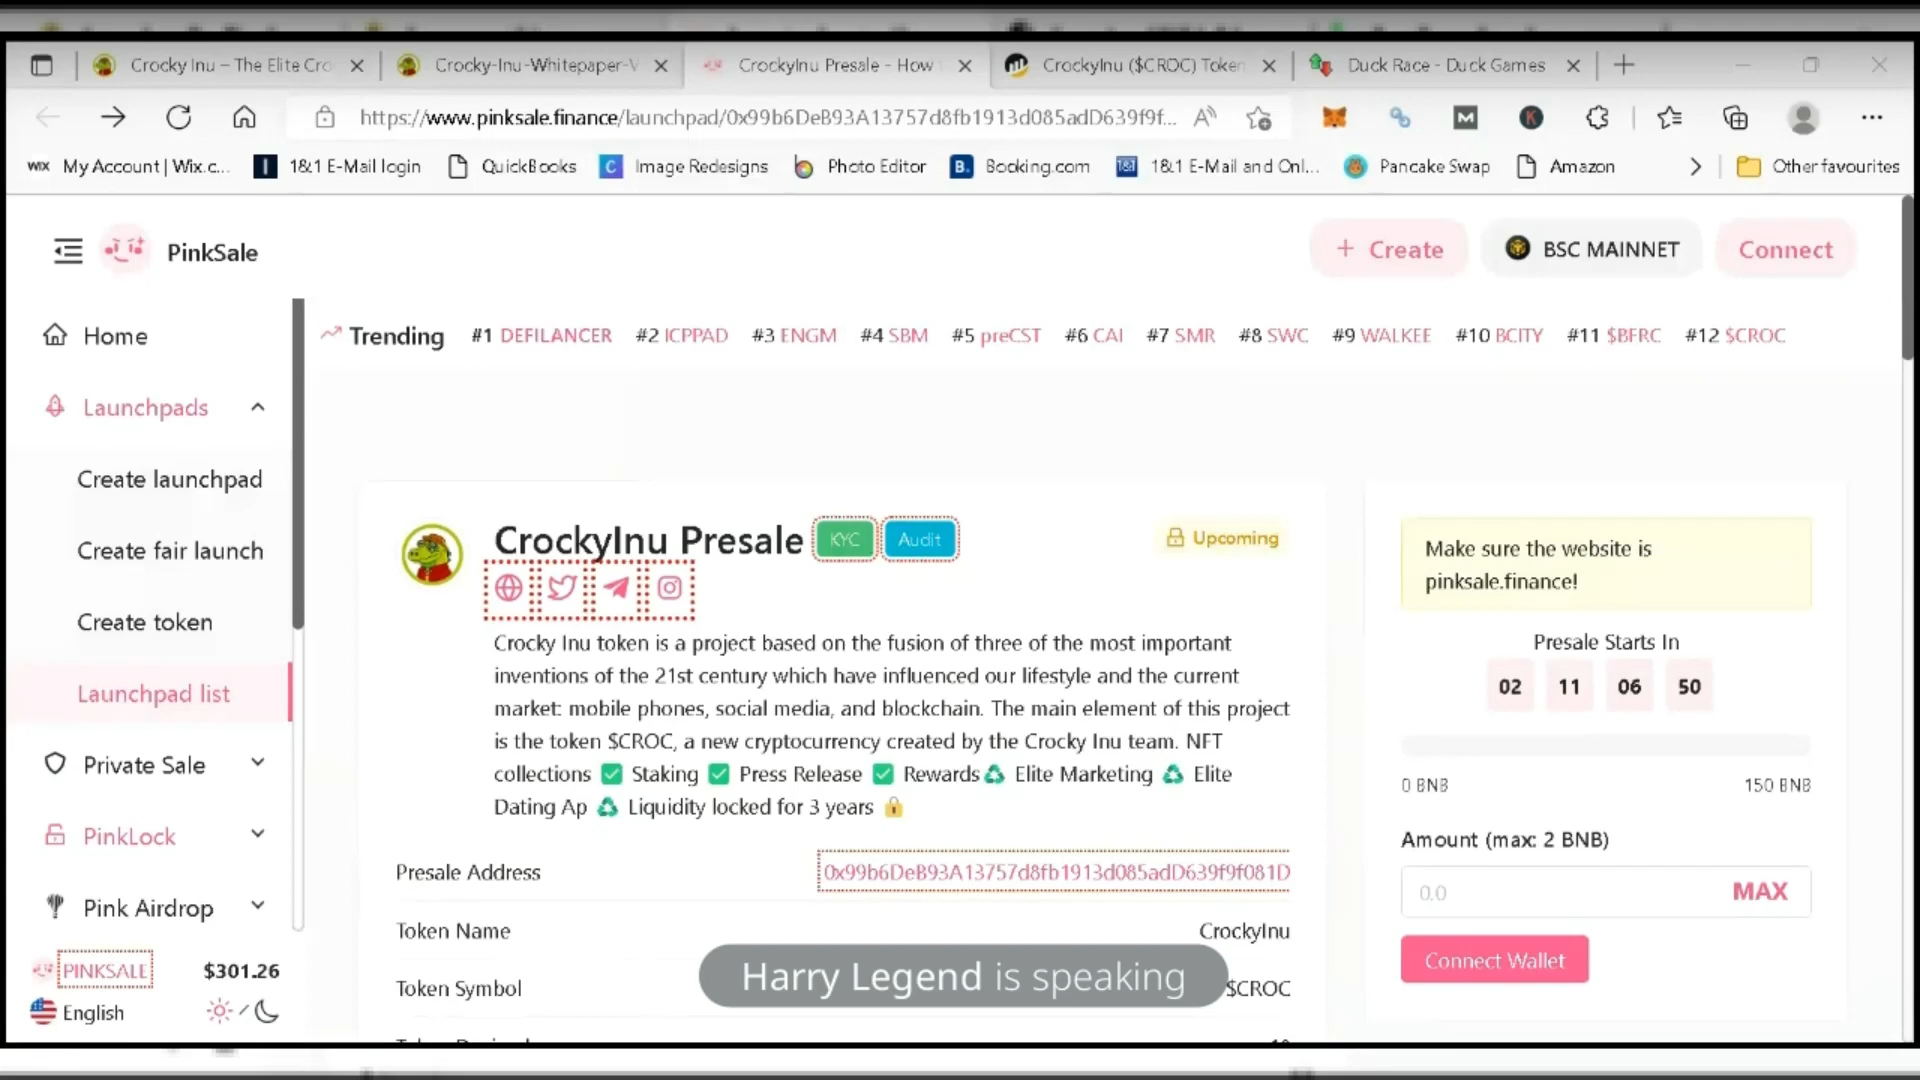 Crocky Inu – The Elite Cro
Crocky-Inu-Whitepaper-V
CrockyInu Presale - How
CrockyInu ($CROC) Token
Duck Race - Duck Games
https://www.pinksale.finance/launchpad/0x99b6DeB93A13757d8fb1913d085adD639f9f...
WIX My Account | Wix.c...
1&1 E-Mail login
QuickBooks
Image Redesigns
Photo Editor
Booking.com
1&1 E-Mail and Onl...
Pancake Swap
Amazon
Other favourites
PinkSale
+ Create
BSC MAINNET
Connect
Home
Launchpads
Create launchpad
Create fair launch
Create token
Launchpad list
Private Sale
PinkLock
Pink Airdrop
PINKSALE $301.26
English
Trending #1 DEFILANCER #2 ICPPAD #3 ENGM #4 SBM #5 preCST #6 CAI #7 SMR #8 SWC #9 WALKEE #10 BCITY #11 $BFRC #12 $CROC
CrockyInu Presale KYC Audit
Upcoming
Crocky Inu token is a project based on the fusion of three of the most important
inventions of the 21st century which have influenced our lifestyle and the current
market: mobile phones, social media, and blockchain. The main element of this project
is the token $CROC, a new cryptocurrency created by the Crocky Inu team. NFT
collections ✅ Staking ✅ Press Release ✅ Rewards♻ Elite Marketing ♻ Elite
Dating Ap ♻ Liquidity locked for 3 years 🔒
Presale Address 0x99b6DeB93A13757d8fb1913d085adD639f9f081D
Token Name CrockyInu
Token Symbol $CROC
Harry Legend is speaking
Make sure the website is
pinksale.finance!
Presale Starts In
02 11 06 50
0 BNB 150 BNB
Amount (max: 2 BNB)
0.0 MAX
Connect Wallet